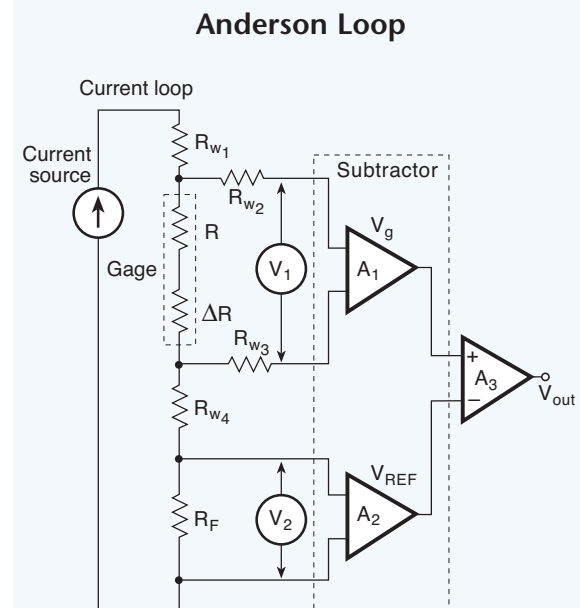 Anderson Loop
Current loop
Current
source
Rw1
Rw2
Subtractor
R
Gage
ΔR
V1
Vg
A1
Rw3
+
−
A3
Vout
Rw4
RF
V2
VREF
A2